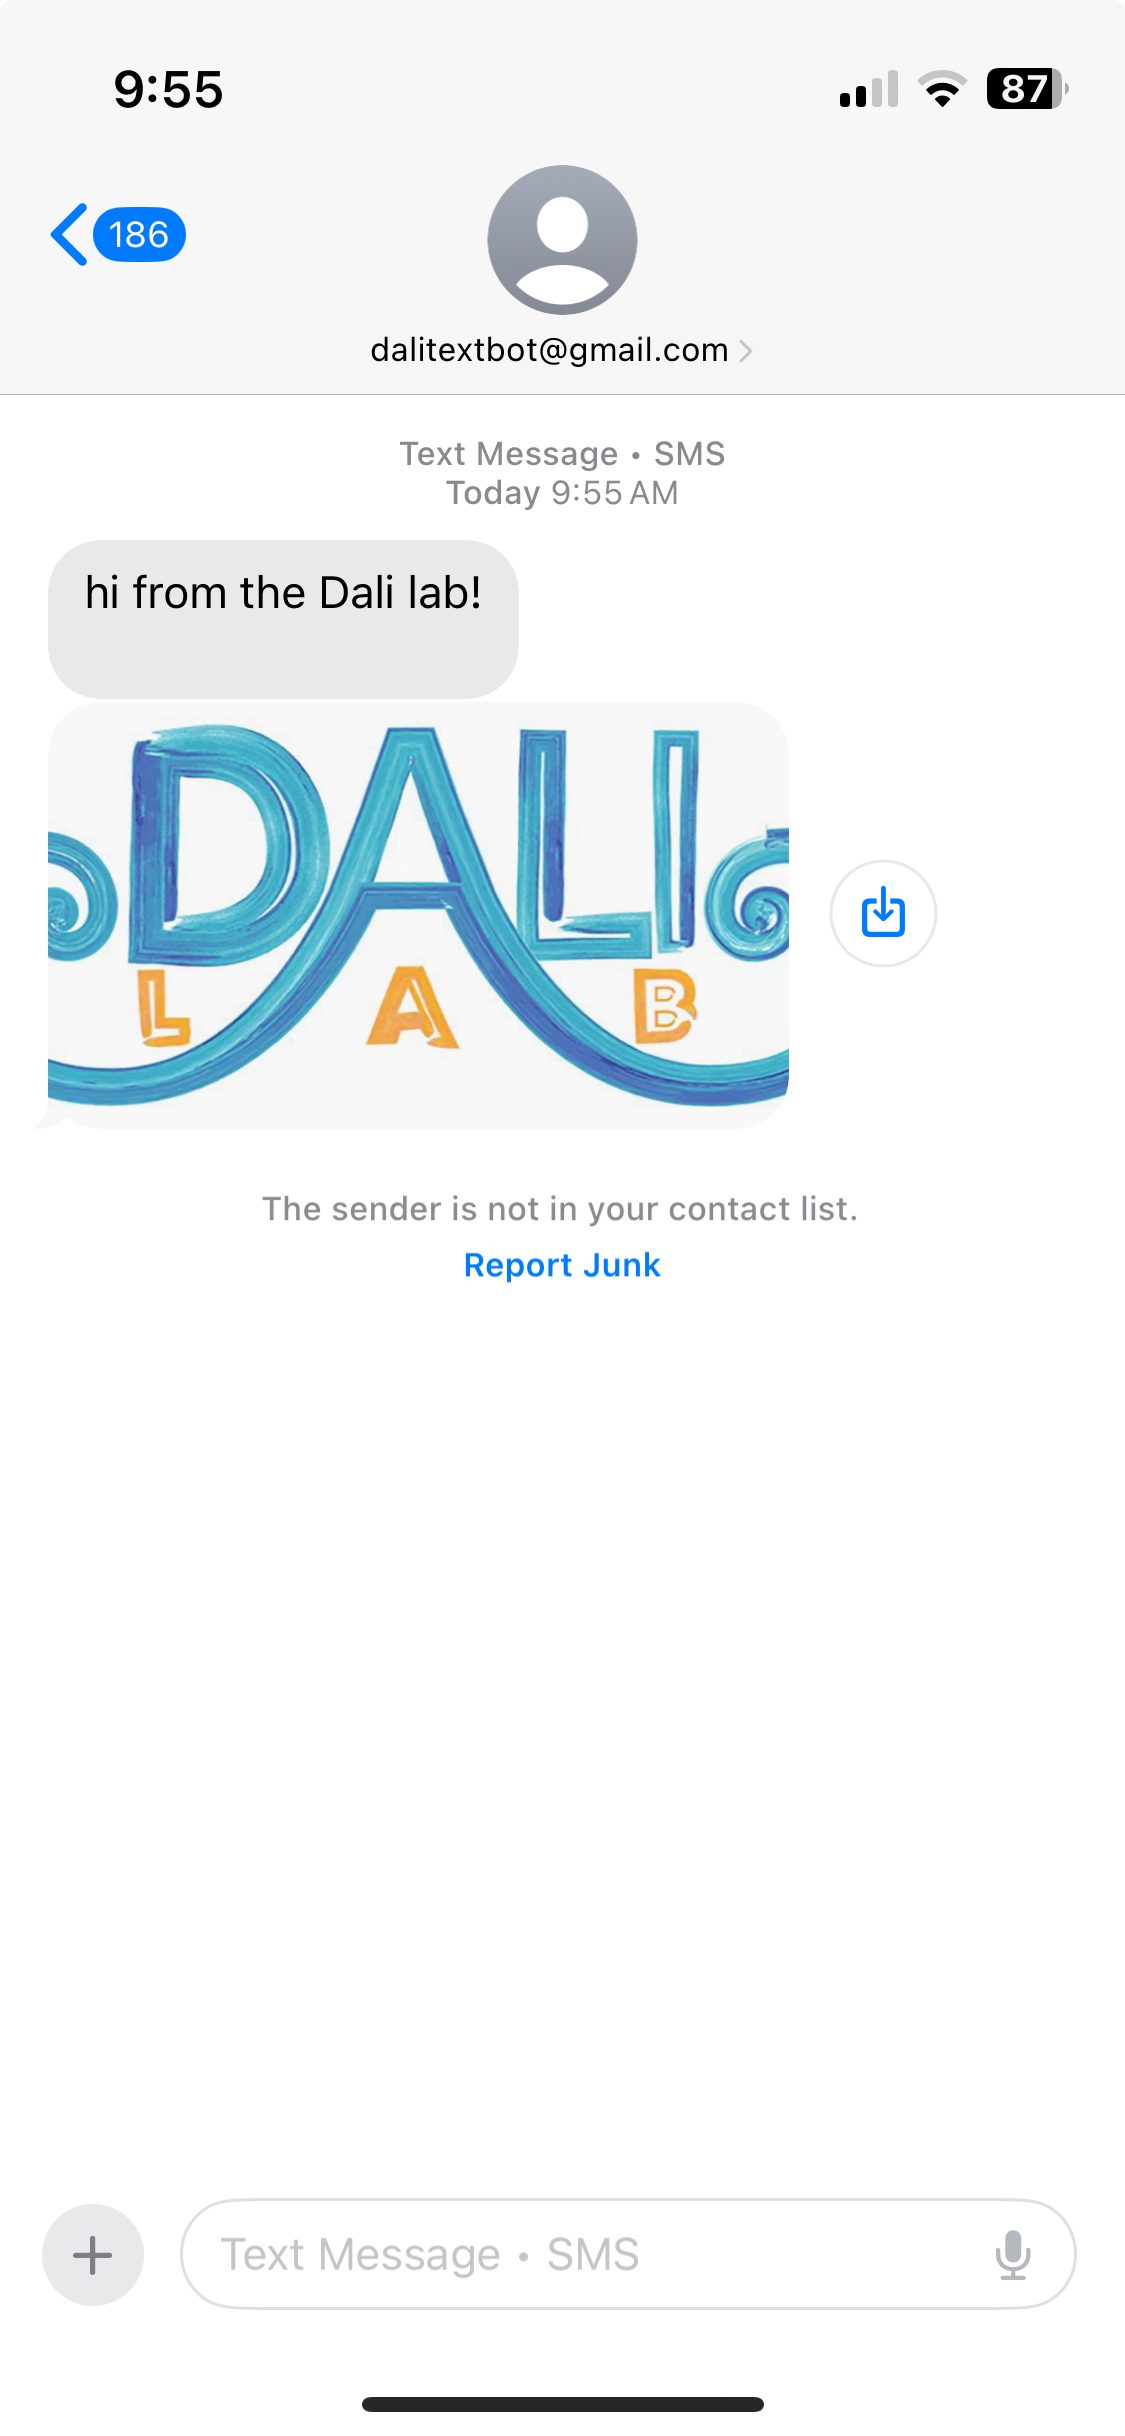 9:55
87
186
dalitextbot@gmail.com
Text Message • SMS
Today 9:55 AM
hi from the Dali lab!
DALI
LAB
The sender is not in your contact list.
Report Junk
Text Message • SMS